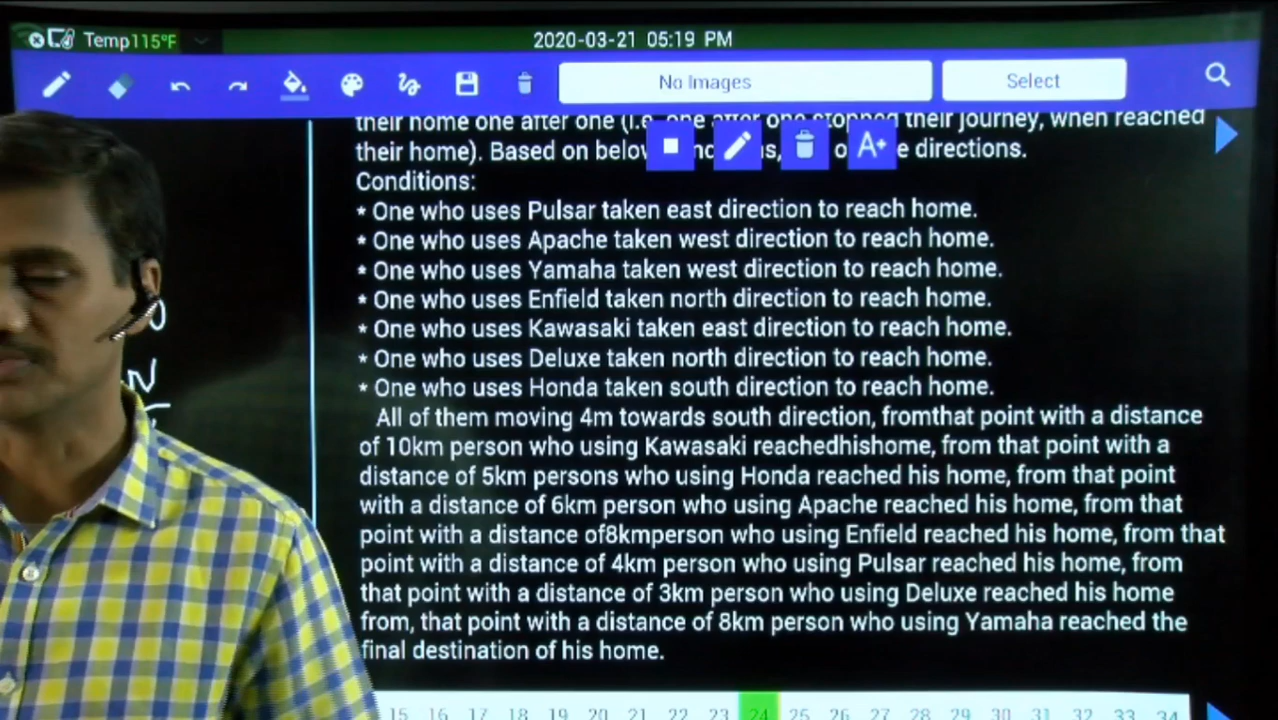 Temp115°F
2020-03-21 05:19 PM
No Images
Select
their home one after one (i.e, one after one stopped their journey, when reached
A+
their home). Based on below e directions.
Conditions:
* One who uses Pulsar taken east direction to reach home.
* One who uses Apache taken west direction to reach home.
* One who uses Yamaha taken west direction to reach home.
* One who uses Enfield taken north direction to reach home.
* One who uses Kawasaki taken east direction to reach home.
* One who uses Deluxe taken north direction to reach home.
* One who uses Honda taken south direction to reach home.
All of them moving 4m towards south direction, fromthat point with a distance
of 10km person who using Kawasaki reachedhishome, from that point with a
distance of 5km persons who using Honda reached his home, from that point
with a distance of 6km person who using Apache reached his home, from that
point with a distance of8kmperson who using Enfield reached his home, from that
point with a distance of 4km person who using Pulsar reached his home, from
that point with a distance of 3km person who using Deluxe reached his home
from, that point with a distance of 8km person who using Yamaha reached the
final destination of his home.
15 16 17 18 19 20 21 22 23 24 25 26 27 28 29 30 31 32 33 34